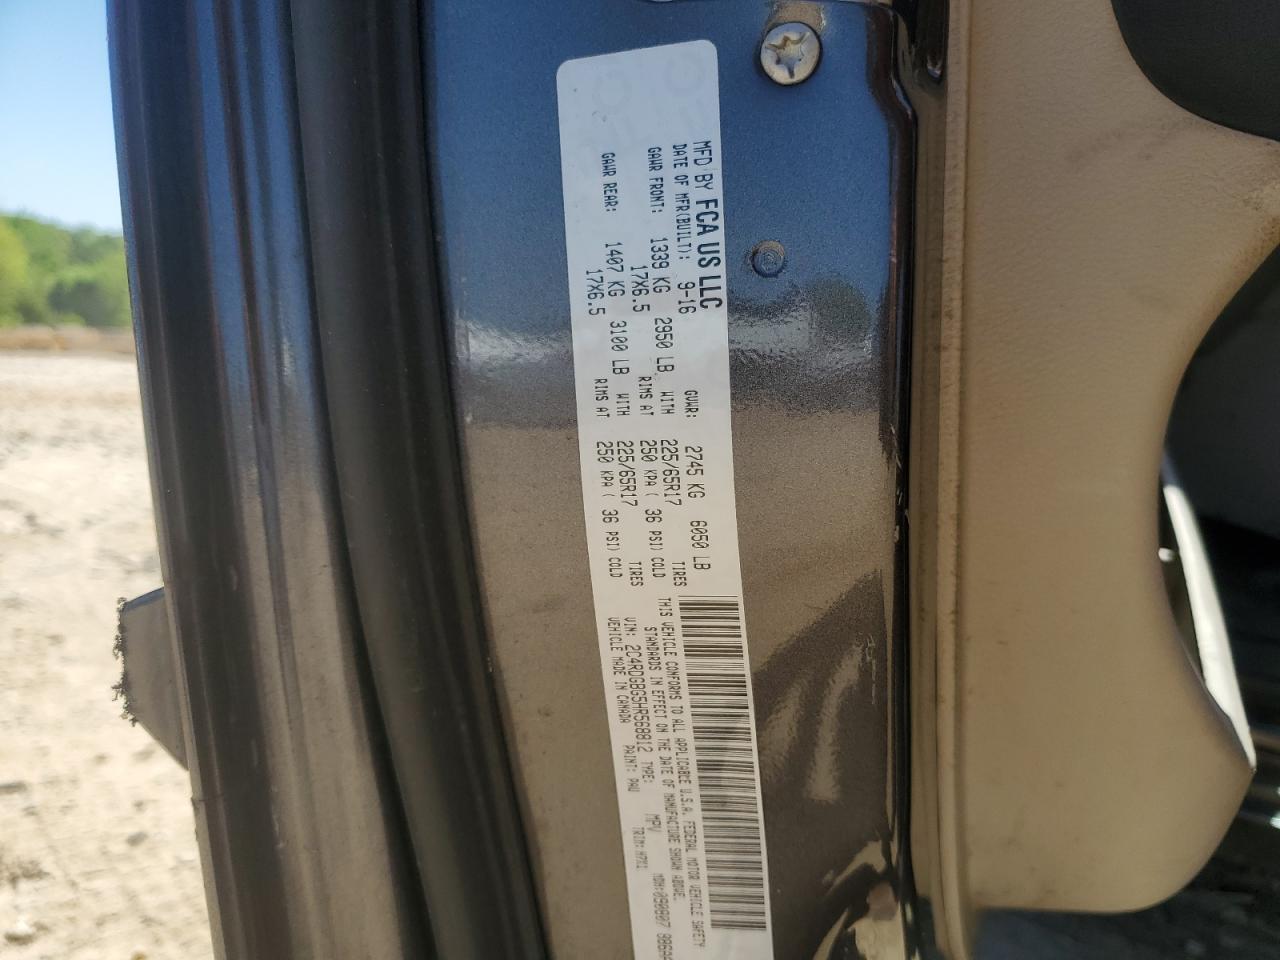 MFD BY FCA US LLC
DATE OF MFR(BUILT): 9-16 GVWR: 2745 KG 6050 LB
GAWR FRONT: 1339 KG 2950 LB WITH 225/65R17 TIRES
17X6.5 RIMS AT 250 KPA ( 36 PSI) COLD
GAWR REAR: 1407 KG 3100 LB WITH 225/65R17 TIRES
17X6.5 RIMS AT 250 KPA ( 36 PSI) COLD
THIS VEHICLE CONFORMS TO ALL APPLICABLE U.S.A. FEDERAL MOTOR VEHICLE SAFETY
STANDARDS IN EFFECT ON THE DATE OF MANUFACTURE SHOWN ABOVE.
VIN: 2C4RDGBG5HR568812 TYPE: MPV MDH:090807
VEHICLE MADE IN CANADA PAINT: PAU TRIM: